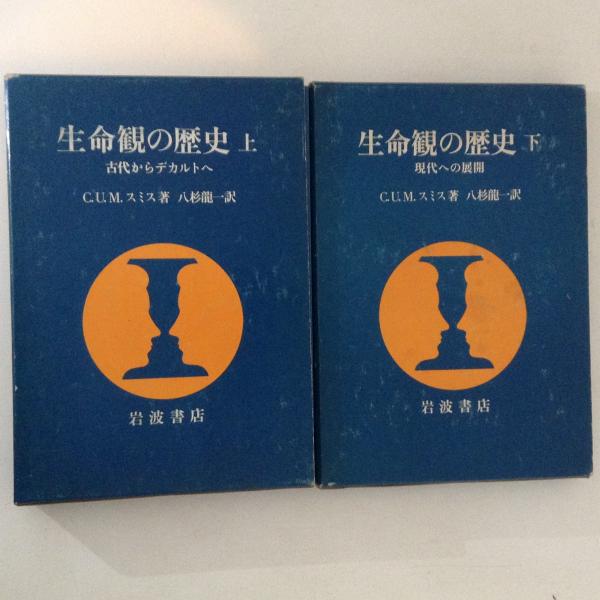 生命観の歴史 上
古代からデカルトへ
C.U.M.スミス著 八杉龍一訳
岩波書店
生命観の歴史 下
現代への展開
C.U.M.スミス著 八杉龍一訳
岩波書店